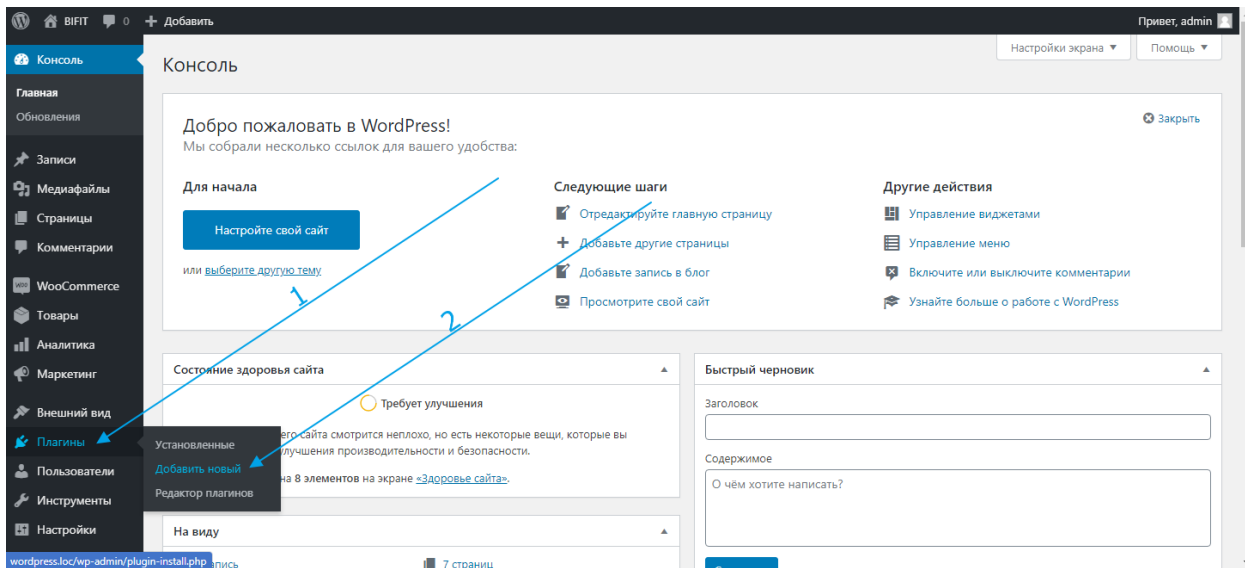 BIFIT 0 + Добавить Привет, admin
Консоль
Главная
Обновления
Записи
Медиафайлы
Страницы
Комментарии
WooCommerce
Товары
Аналитика
Маркетинг
Внешний вид
Плагины
Пользователи
Инструменты
Настройки
Установленные
Добавить новый
Редактор плагинов
wordpress.loc/wp-admin/plugin-install.php
Настройки экрана ▼ Помощь ▼
Консоль
Добро пожаловать в WordPress!
Мы собрали несколько ссылок для вашего удобства:
Закрыть
Для начала
Настройте свой сайт
или выберите другую тему
Следующие шаги
Отредактируйте главную страницу
Добавьте другие страницы
Добавьте запись в блог
Просмотрите свой сайт
Другие действия
Управление виджетами
Управление меню
Включите или выключите комментарии
Узнайте больше о работе с WordPress
1
2
Состояние здоровья сайта
Требует улучшения
сайта смотрится неплохо, но есть некоторые вещи, которые вы
улучшения производительности и безопасности.
на 8 элементов на экране «Здоровье сайта».
На виду
7 страниц
Быстрый черновик
Заголовок
Содержимое
О чём хотите написать?